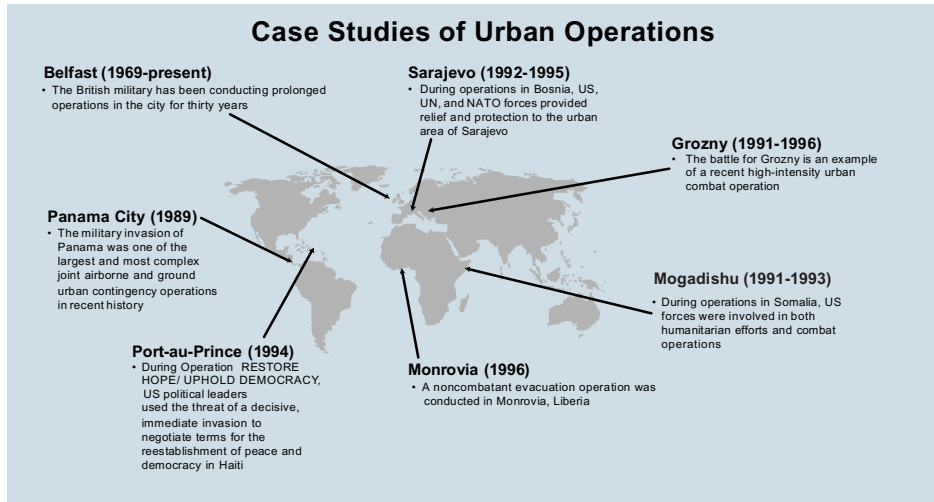 Case Studies of Urban Operations
Belfast (1969-present)
• The British military has been conducting prolonged
operations in the city for thirty years
Sarajevo (1992-1995)
• During operations in Bosnia, US,
UN, and NATO forces provided
relief and protection to the urban
area of Sarajevo
Grozny (1991-1996)
• The battle for Grozny is an example
of a recent high-intensity urban
combat operation
Panama City (1989)
• The military invasion of
Panama was one of the
largest and most complex
joint airborne and ground
urban contingency operations
in recent history
Mogadishu (1991-1993)
• During operations in Somalia, US
forces were involved in both
humanitarian efforts and combat
operations
Port-au-Prince (1994)
• During Operation RESTORE
HOPE/ UPHOLD DEMOCRACY,
US political leaders
used the threat of a decisive,
immediate invasion to
negotiate terms for the
reestablishment of peace and
democracy in Haiti
Monrovia (1996)
• A noncombatant evacuation operation was
conducted in Monrovia, Liberia